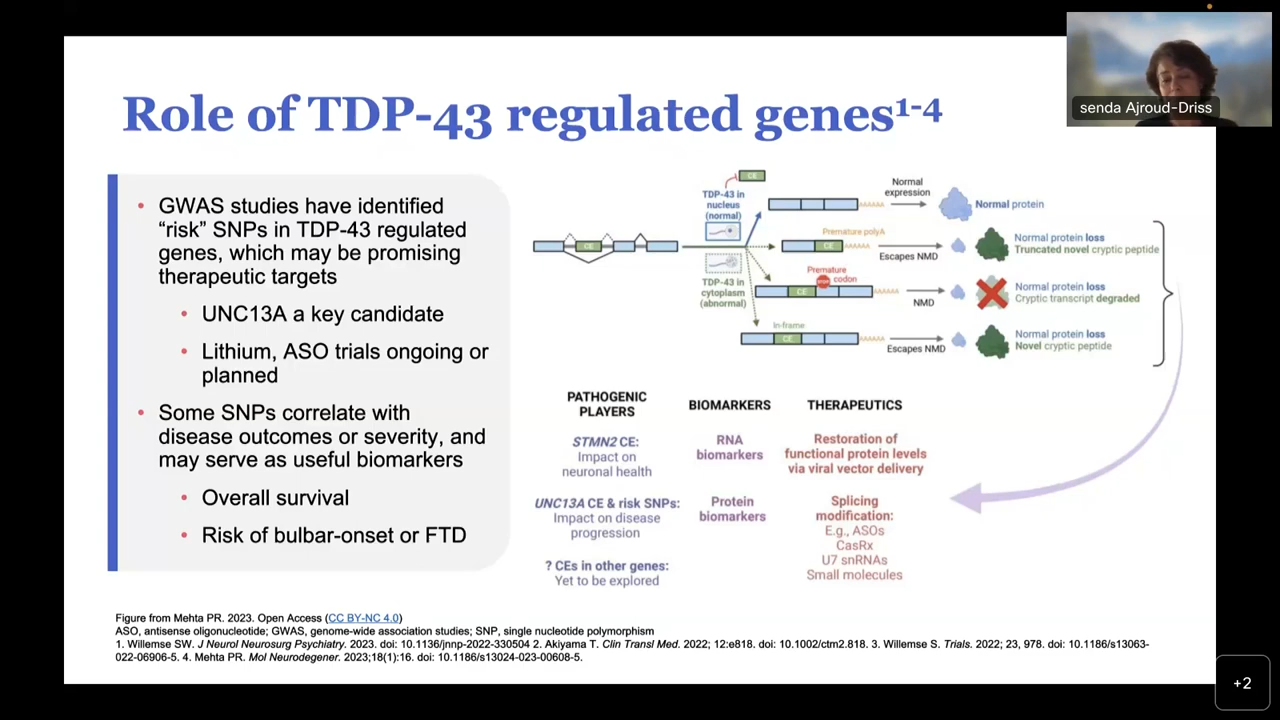 senda Ajroud-Driss
Role of TDP-43 regulated genes1-4
• GWAS studies have identified
“risk” SNPs in TDP-43 regulated
genes, which may be promising
therapeutic targets
• UNC13A a key candidate
• Lithium, ASO trials ongoing or
planned
• Some SNPs correlate with
disease outcomes or severity, and
may serve as useful biomarkers
• Overall survival
• Risk of bulbar-onset or FTD
CE
TDP-43 in
nucleus
(normal)
Normal
expression
AAAAAA
Normal protein
CE
TDP-43 in
cytoplasm
(abnormal)
Premature polyA
CE
AAAAAA
Escapes NMD
Normal protein loss
Truncated novel cryptic peptide
Premature
STOP codon
CE
AAAAAA
NMD
Normal protein loss
Cryptic transcript degraded
In-frame
CE
AAAAAA
Escapes NMD
Normal protein loss
Novel cryptic peptide
PATHOGENIC
PLAYERS
STMN2 CE:
Impact on
neuronal health
UNC13A CE & risk SNPs:
Impact on disease
progression
? CEs in other genes:
Yet to be explored
BIOMARKERS
RNA
biomarkers
Protein
biomarkers
THERAPEUTICS
Restoration of
functional protein levels
via viral vector delivery
Splicing
modification:
E.g., ASOs
CasRx
U7 snRNAs
Small molecules
Figure from Mehta PR. 2023. Open Access (CC BY-NC 4.0)
ASO, antisense oligonucleotide; GWAS, genome-wide association studies; SNP, single nucleotide polymorphism
1. Willemse SW. J Neurol Neurosurg Psychiatry. 2023. doi: 10.1136/jnnp-2022-330504 2. Akiyama T. Clin Transl Med. 2022; 12:e818. doi: 10.1002/ctm2.818. 3. Willemse S. Trials. 2022; 23, 978. doi: 10.1186/s13063-
022-06906-5. 4. Mehta PR. Mol Neurodegener. 2023;18(1):16. doi: 10.1186/s13024-023-00608-5.
+2